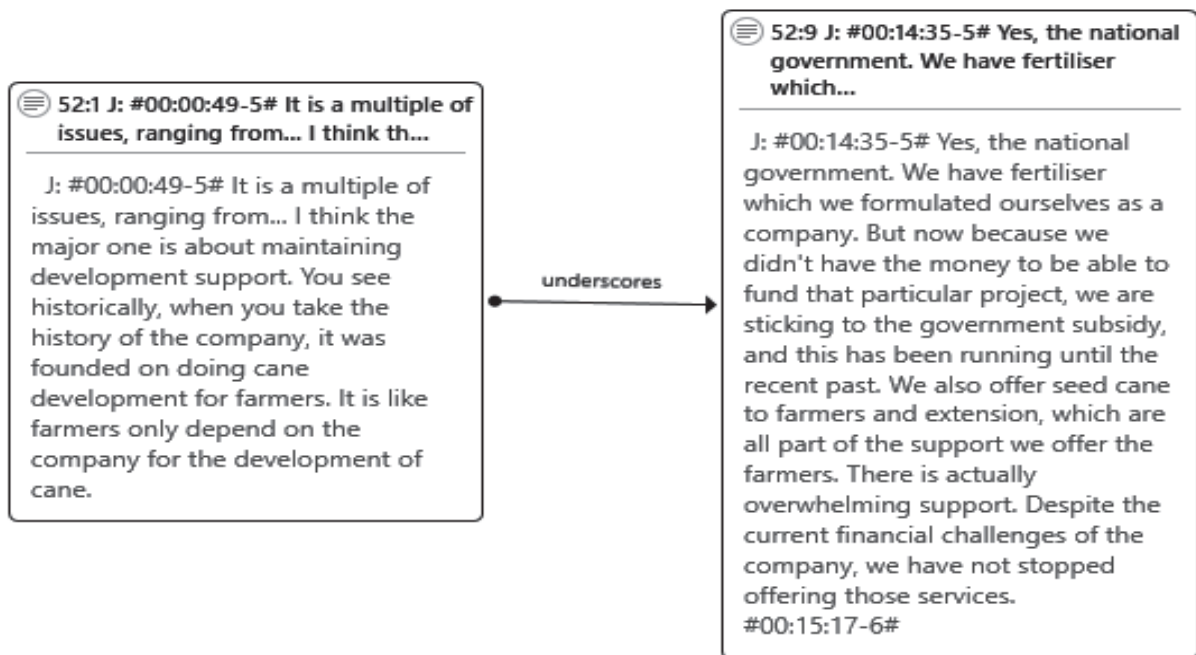 52:1 J: #00:00:49-5# It is a multiple of
issues, ranging from... I think th...
J: #00:00:49-5# It is a multiple of
issues, ranging from... I think the
major one is about maintaining
development support. You see
historically, when you take the
history of the company, it was
founded on doing cane
development for farmers. It is like
farmers only depend on the
company for the development of
cane.
underscores
52:9 J: #00:14:35-5# Yes, the national
government. We have fertiliser
which...
J: #00:14:35-5# Yes, the national
government. We have fertiliser
which we formulated ourselves as a
company. But now because we
didn't have the money to be able to
fund that particular project, we are
sticking to the government subsidy,
and this has been running until the
recent past. We also offer seed cane
to farmers and extension, which are
all part of the support we offer the
farmers. There is actually
overwhelming support. Despite the
current financial challenges of the
company, we have not stopped
offering those services.
#00:15:17-6#